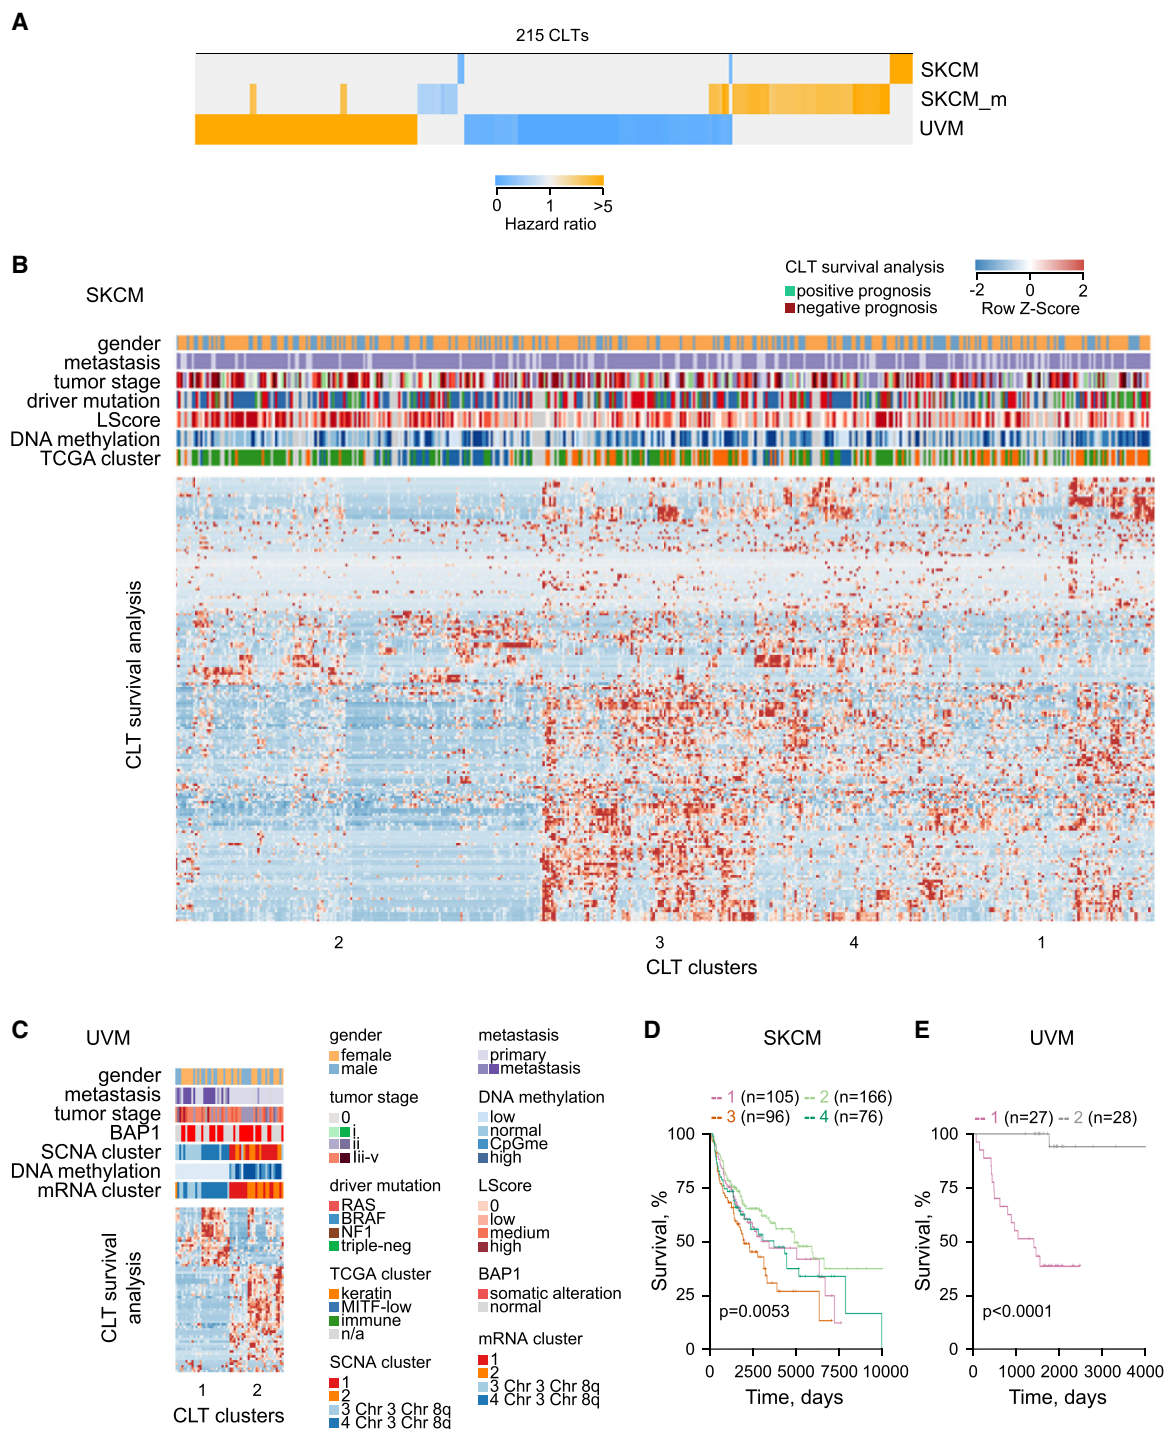 A
215 CLTs
SKCM
SKCM_m
UVM
0 1 >5
Hazard ratio
B
SKCM
CLT survival analysis
positive prognosis
negative prognosis
-2 0 2
Row Z-Score
gender
metastasis
tumor stage
driver mutation
LScore
DNA methylation
TCGA cluster
CLT survival analysis
2 3 4 1
CLT clusters
C
UVM
gender
metastasis
tumor stage
BAP1
SCNA cluster
DNA methylation
mRNA cluster
CLT survival
analysis
1 2
CLT clusters
gender
female
male
tumor stage
0
i
ii
Iii-v
driver mutation
RAS
BRAF
NF1
triple-neg
TCGA cluster
keratin
MITF-low
immune
n/a
SCNA cluster
1
2
3 Chr 3 Chr 8q
4 Chr 3 Chr 8q
metastasis
primary
metastasis
DNA methylation
low
normal
CpGme
high
LScore
0
low
medium
high
BAP1
somatic alteration
normal
mRNA cluster
1
2
3 Chr 3 Chr 8q
4 Chr 3 Chr 8q
D
SKCM
1 (n=105) 2 (n=166)
3 (n=96) 4 (n=76)
Survival, %
100
75
50
25
0
p=0.0053
0 2500 5000 7500 10000
Time, days
E
UVM
1 (n=27) 2 (n=28)
Survival, %
100
75
50
25
0
p<0.0001
0 1000 2000 3000 4000
Time, days